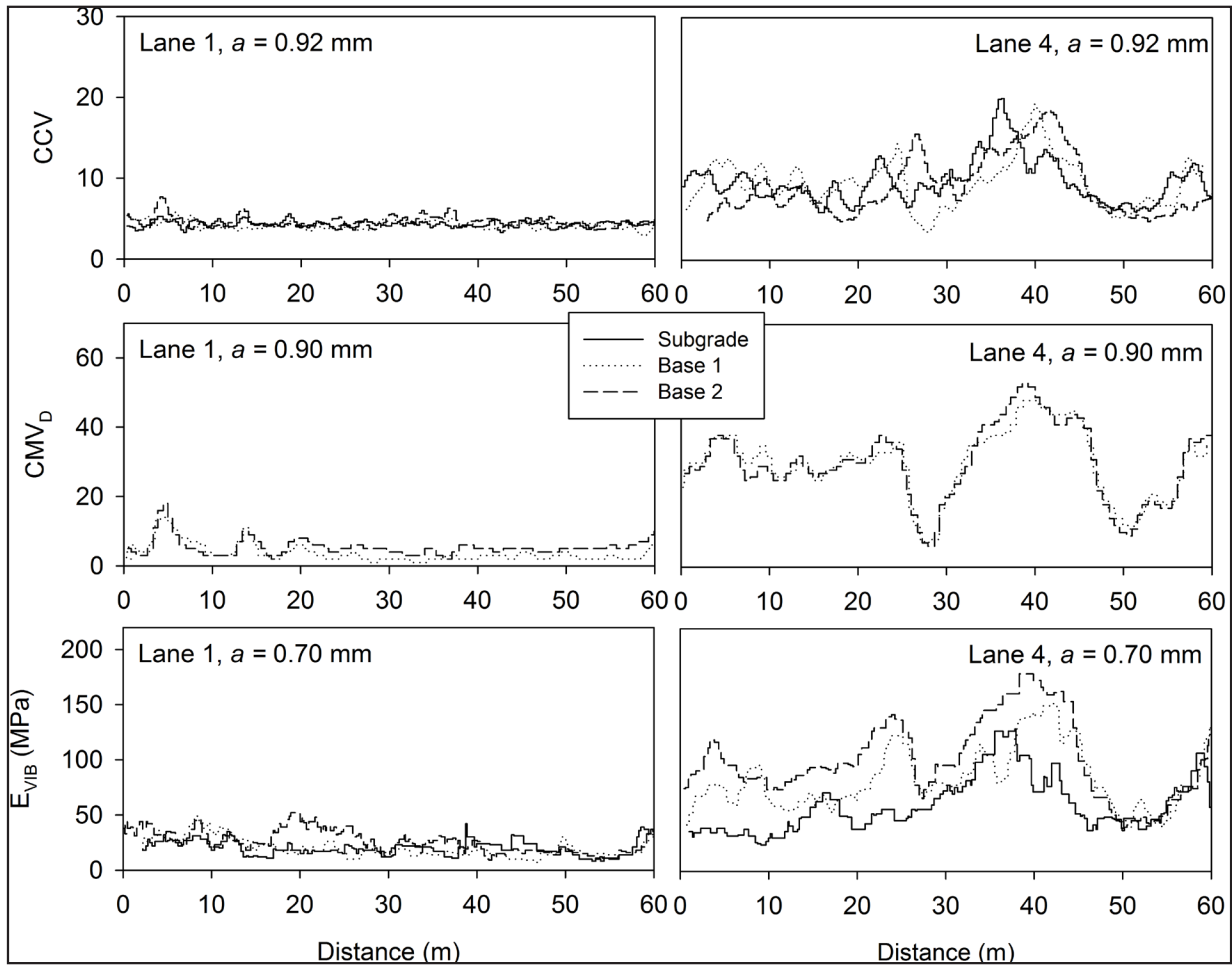 30
20
10
0
CCV
Lane 1, a = 0.92 mm
0 10 20 30 40 50 60
Lane 4, a = 0.92 mm
0 10 20 30 40 50 60
60
40
20
0
CMV_D
Lane 1, a = 0.90 mm
0 10 20 30 40 50 60
Subgrade
Base 1
Base 2
Lane 4, a = 0.90 mm
0 10 20 30 40 50 60
200
150
100
50
0
E_VIB (MPa)
Lane 1, a = 0.70 mm
0 10 20 30 40 50 60
Distance (m)
Lane 4, a = 0.70 mm
0 10 20 30 40 50 60
Distance (m)